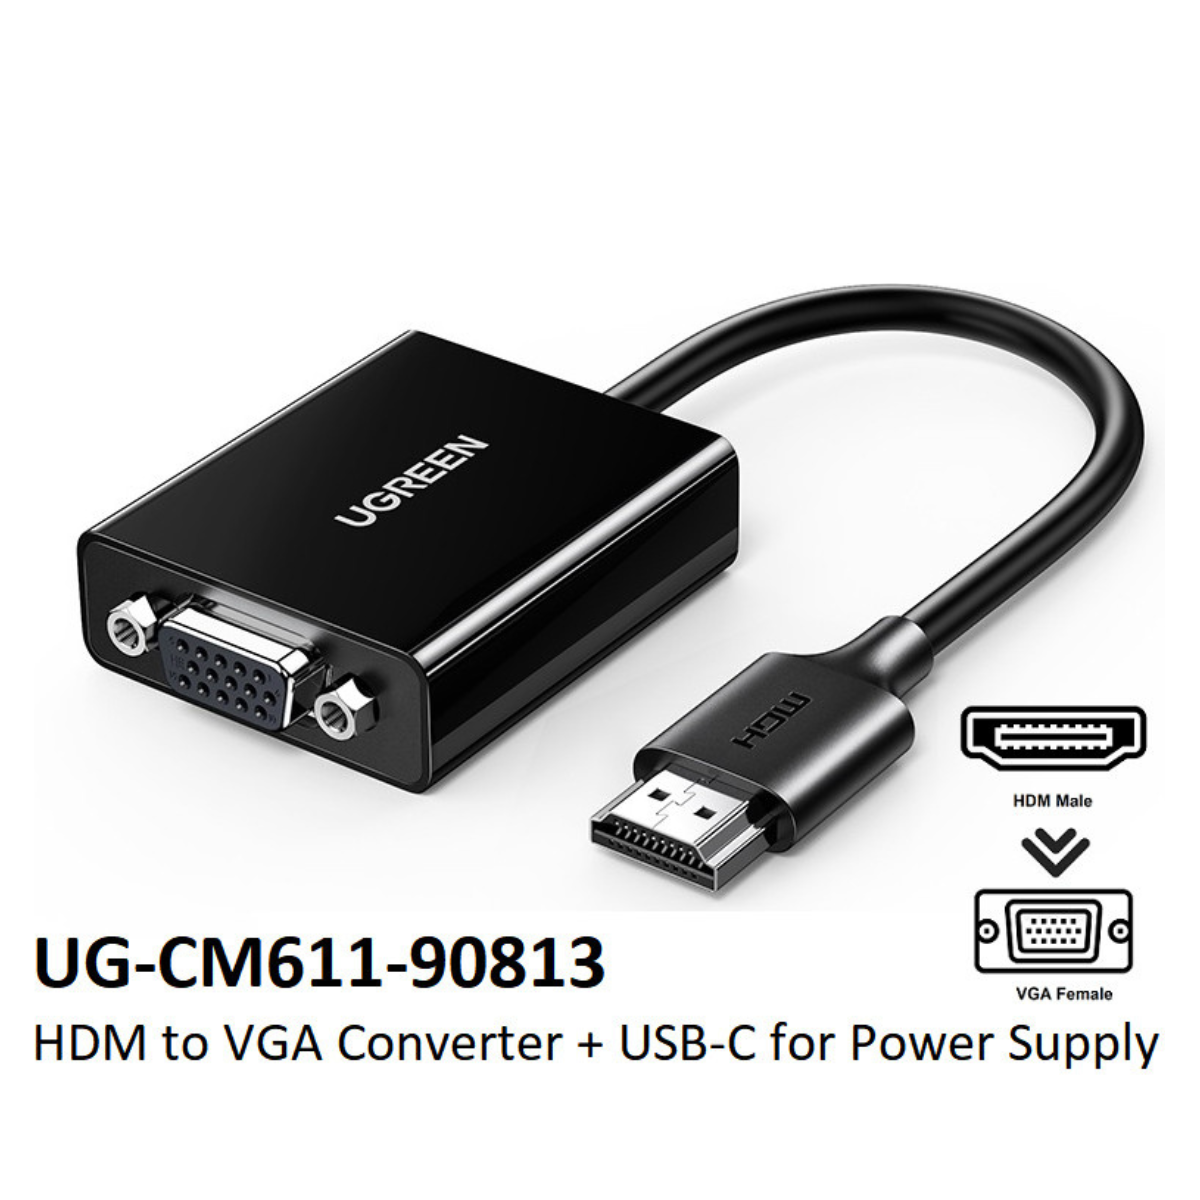 UGREEN
HDM
HDM Male
VGA Female
UG-CM611-90813
HDM to VGA Converter + USB-C for Power Supply